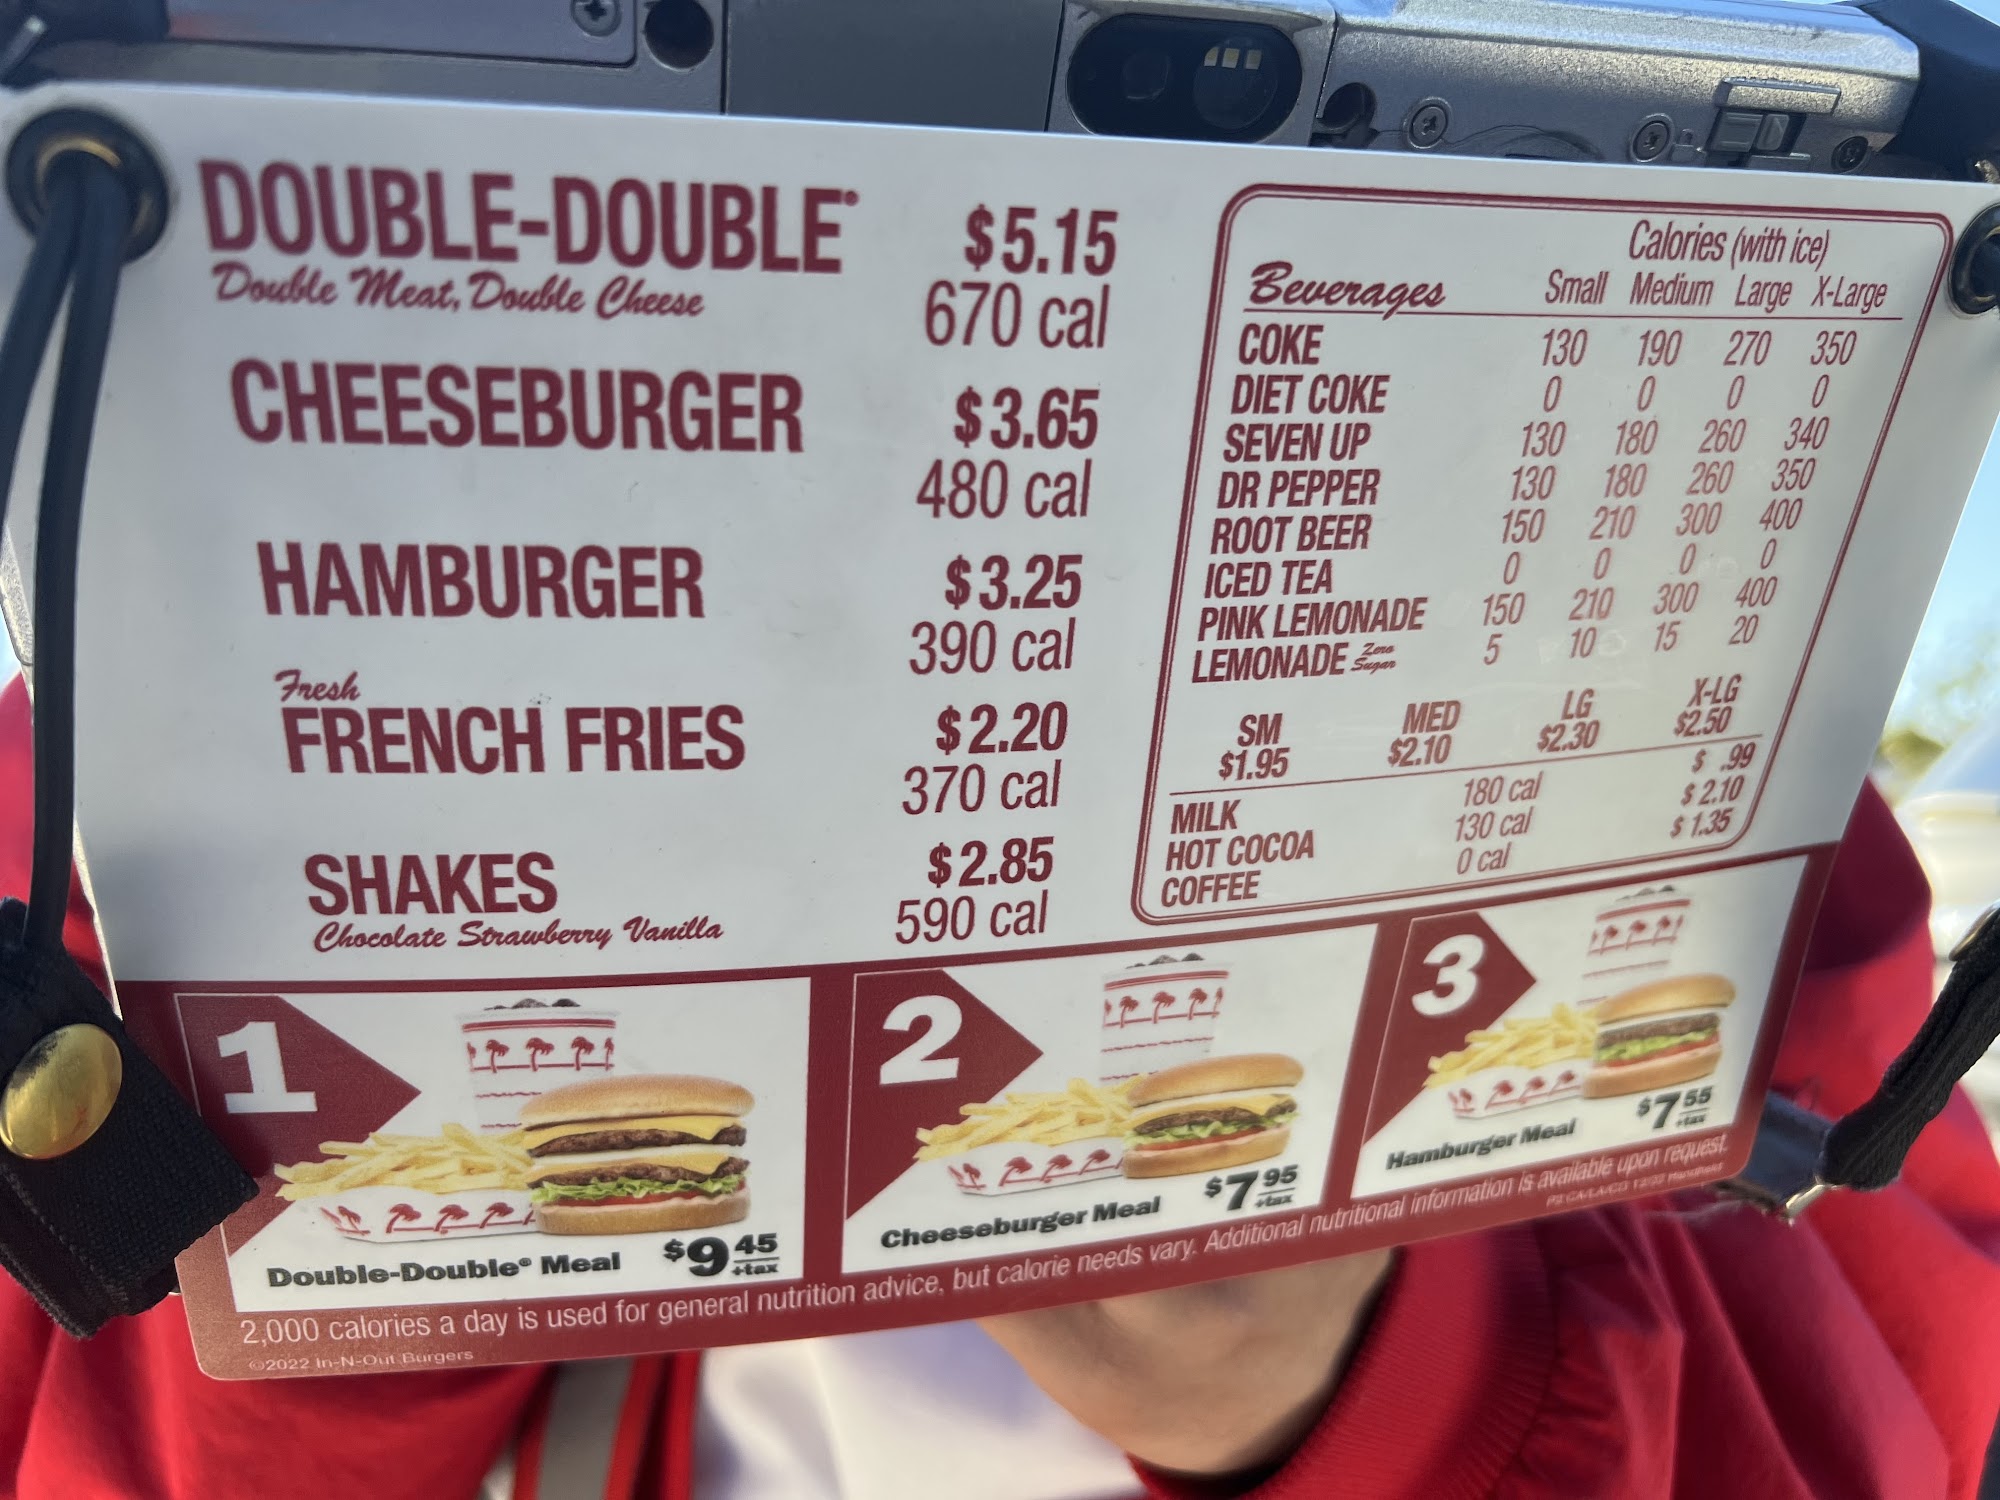 DOUBLE-DOUBLE®
Double Meat, Double Cheese
$5.15
670 cal
CHEESEBURGER
$3.65
480 cal
HAMBURGER
$3.25
390 cal
Fresh
FRENCH FRIES
$2.20
370 cal
SHAKES
Chocolate Strawberry Vanilla
$2.85
590 cal
Calories (with ice)
Beverages Small Medium Large X-Large
COKE 130 190 270 350
DIET COKE 0 0 0 0
SEVEN UP 130 180 260 340
DR PEPPER 130 180 260 350
ROOT BEER 150 210 300 400
ICED TEA 0 0 0 0
PINK LEMONADE 150 210 300 400
LEMONADE Zero Sugar 5 10 15 20
SM MED LG X-LG
$1.95 $2.10 $2.30 $2.50
MILK 180 cal $ .99
HOT COCOA 130 cal $ 2.10
COFFEE 0 cal $ 1.35
1
Double-Double® Meal $9 45 +tax
2
Cheeseburger Meal $7 95 +tax
3
Hamburger Meal $7 55 +tax
2,000 calories a day is used for general nutrition advice, but calorie needs vary. Additional nutritional information is available upon request.
©2022 In-N-Out Burgers